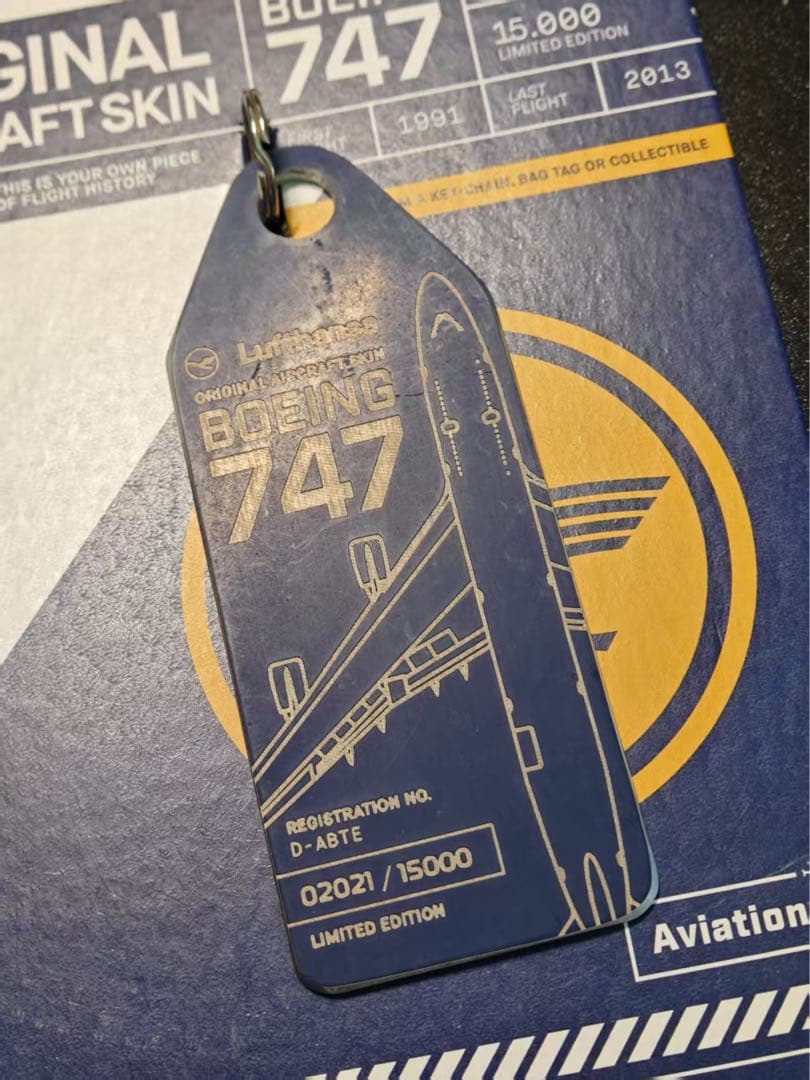 GINAL
AFT SKIN
THIS IS YOUR OWN PIECE
OF FLIGHT HISTORY
747
15.000
LIMITED EDITION
1991
LAST
FLIGHT
2013
A KEY-CHAIN, BAG TAG OR COLLECTIBLE
Lufthansa
ORIGINAL AIRCRAFT SKIN
BOEING
747
REGISTRATION NO.
D-ABTE
02021 / 15000
LIMITED EDITION
Aviation